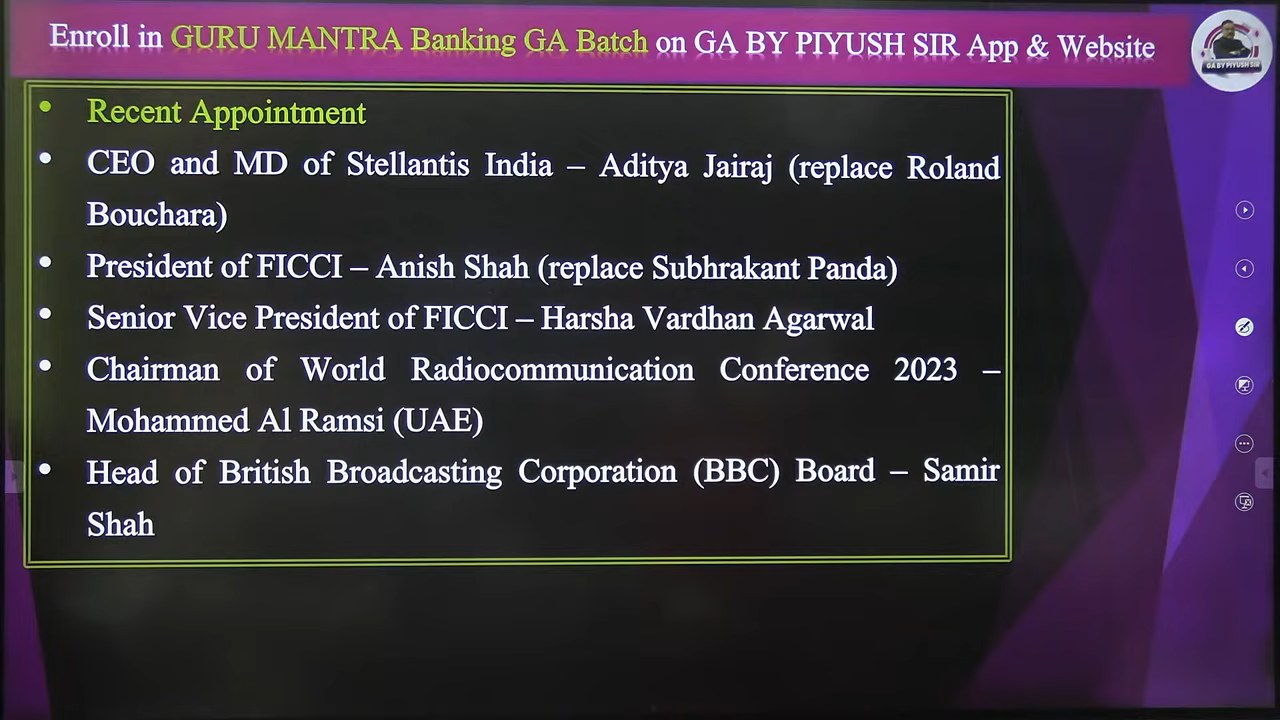 Enroll in GURU MANTRA Banking GA Batch on GA BY PIYUSH SIR App & Website
GA BY PIYUSH SIR
• Recent Appointment
• CEO and MD of Stellantis India – Aditya Jairaj (replace Roland
Bouchara)
• President of FICCI – Anish Shah (replace Subhrakant Panda)
• Senior Vice President of FICCI – Harsha Vardhan Agarwal
• Chairman of World Radiocommunication Conference 2023 –
Mohammed Al Ramsi (UAE)
• Head of British Broadcasting Corporation (BBC) Board – Samir
Shah